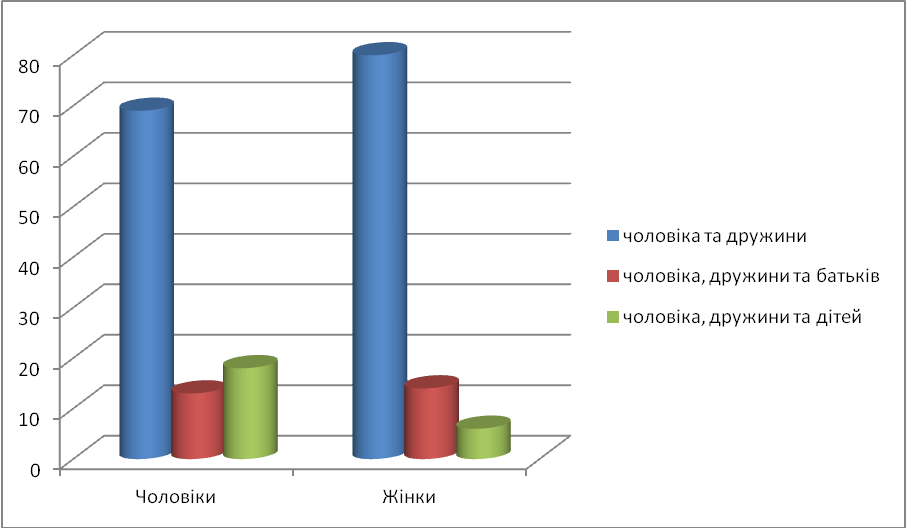 80
70
60
50
40
30
20
10
0
Чоловіки
Жінки
чоловіка та дружини
чоловіка, дружини та батьків
чоловіка, дружини та дітей